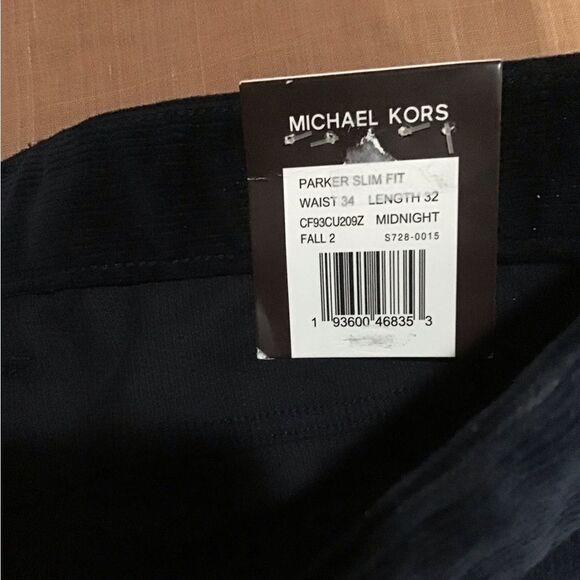 MICHAEL KORS
PARKER SLIM FIT
WAIST 34 LENGTH 32
CF93CU209Z MIDNIGHT
FALL 2 S728-0015
1 93600 46835 3